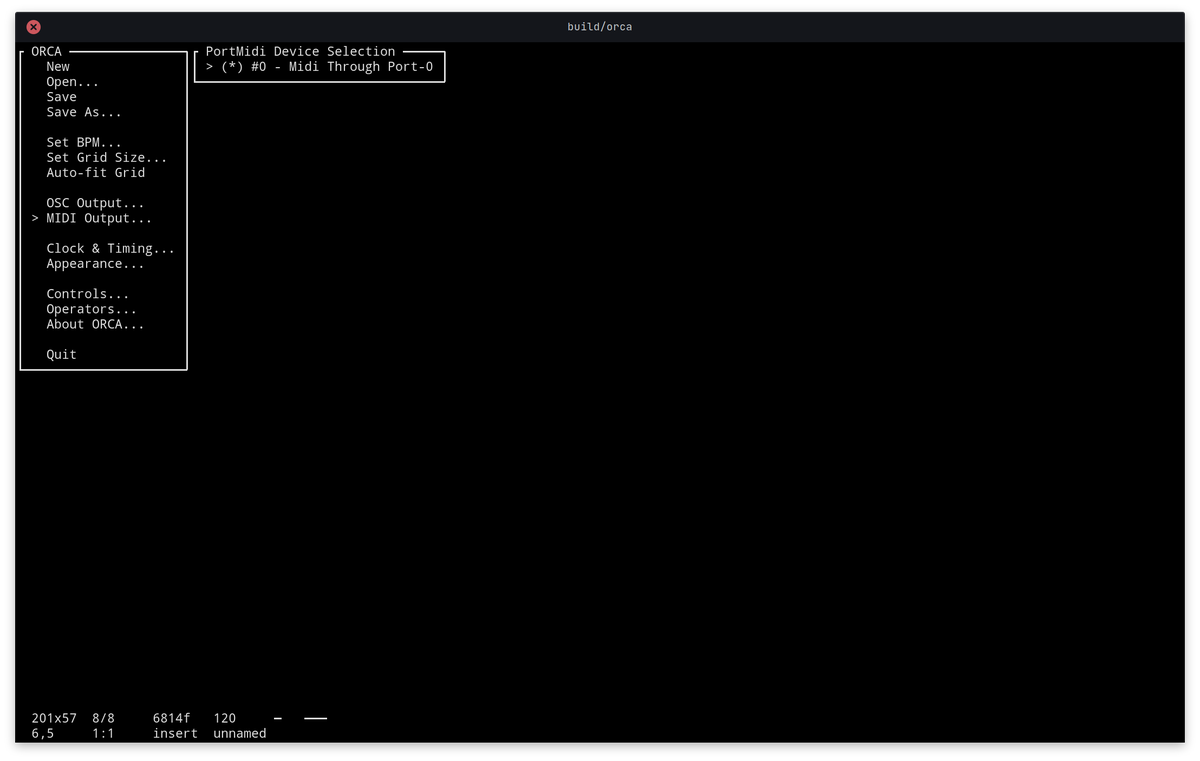 build/orca
ORCA
New
Open...
Save
Save As...
Set BPM...
Set Grid Size...
Auto-fit Grid
OSC Output...
> MIDI Output...
Clock & Timing...
Appearance...
Controls...
Operators...
About ORCA...
Quit
PortMidi Device Selection
> (*) #0 - Midi Through Port-0
201x57 8/8 6814f 120
6,5 1:1 insert unnamed